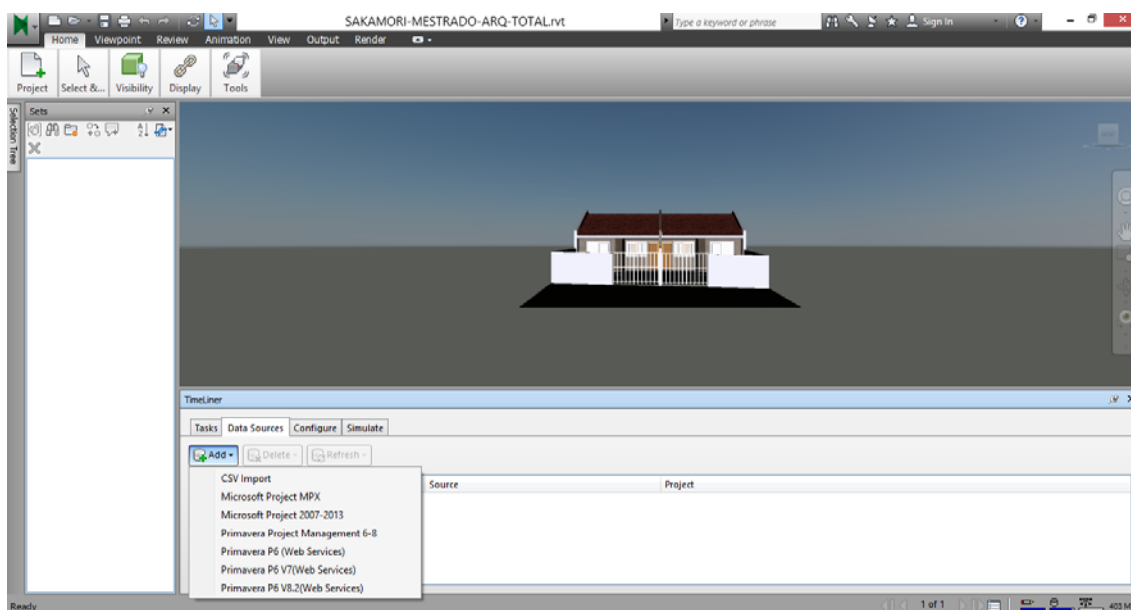 SAKAMORI-MESTRADO-ARQ-TOTAL.rvt
Type a keyword or phrase
Sign In
Home Viewpoint Review Animation View Output Render
Project Select &... Visibility Display Tools
Selection Tree
Sets
TimeLiner
Tasks Data Sources Configure Simulate
Add Delete Refresh
Source Project
CSV Import
Microsoft Project MPX
Microsoft Project 2007-2013
Primavera Project Management 6-8
Primavera P6 (Web Services)
Primavera P6 V7(Web Services)
Primavera P6 V8.2(Web Services)
Ready
1 of 1